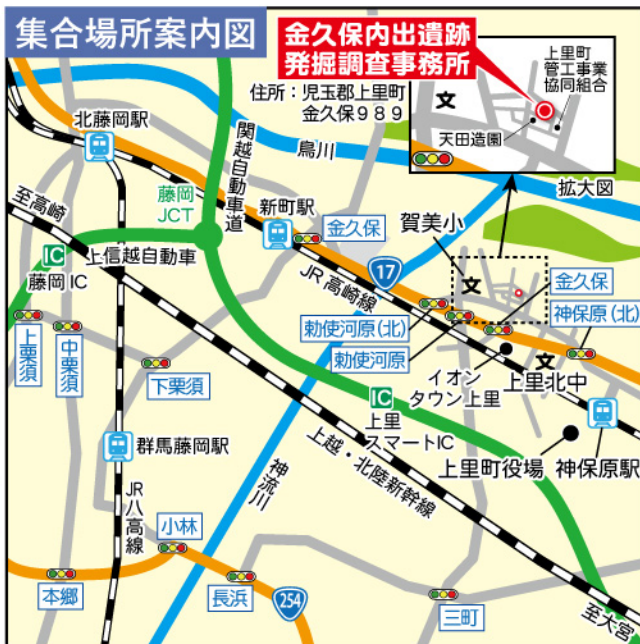 集合場所案内図
金久保内出遺跡
発掘調査事務所
住所：児玉郡上里町
金久保９８９
上里町
管工事業
協同組合
文
天田造園
拡大図
北藤岡駅
関越自動車道
烏川
至高崎
藤岡
JCT
新町駅
金久保
賀美小
IC
藤岡 IC
上信越自動車
17
JR高崎線
文
金久保
神保原(北)
勅使河原(北)
勅使河原
上栗須
中栗須
下栗須
イオン
タウン上里
文
上里北中
IC
上里
スマートIC
群馬藤岡駅
上越・北陸新幹線
上里町役場
神保原駅
神流川
JR八高線
小林
本郷
長浜
254
三町
至大宮